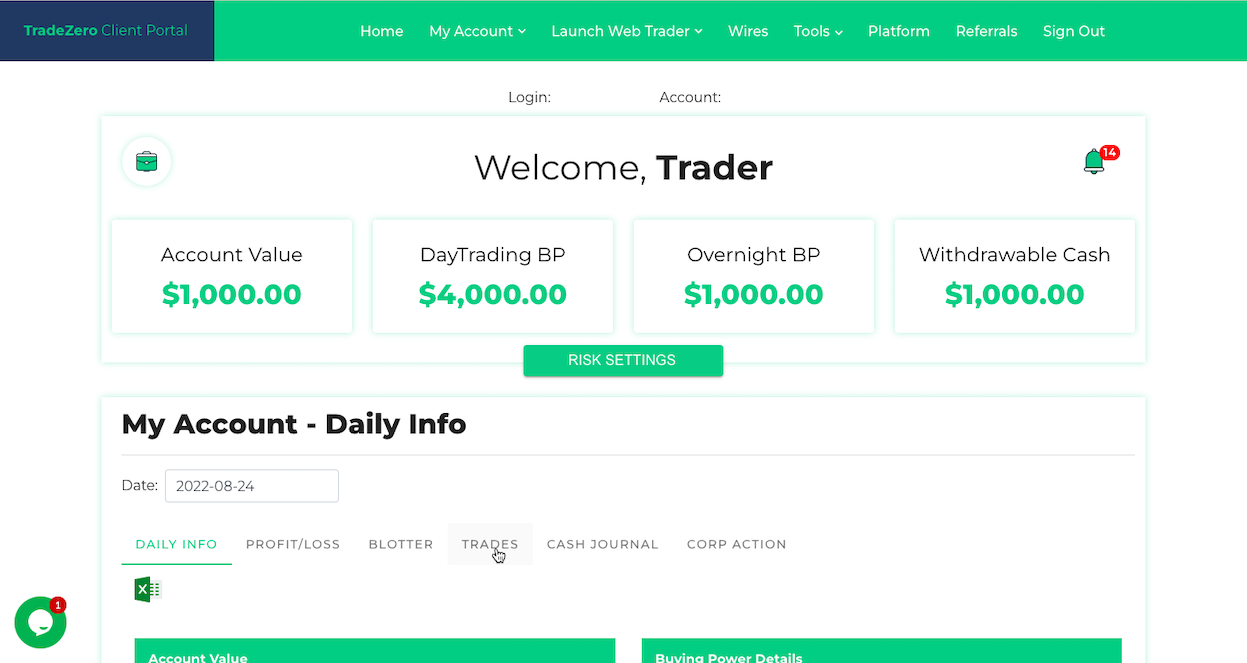 TradeZero Client Portal
Home My Account Launch Web Trader Wires Tools Platform Referrals Sign Out
Login: Account:
Welcome, Trader
14
Account Value DayTrading BP Overnight BP Withdrawable Cash
$1,000.00 $4,000.00 $1,000.00 $1,000.00
RISK SETTINGS
My Account - Daily Info
Date: 2022-08-24
DAILY INFO PROFIT/LOSS BLOTTER TRADES CASH JOURNAL CORP ACTION
X
1
Account Value Buying Power Details